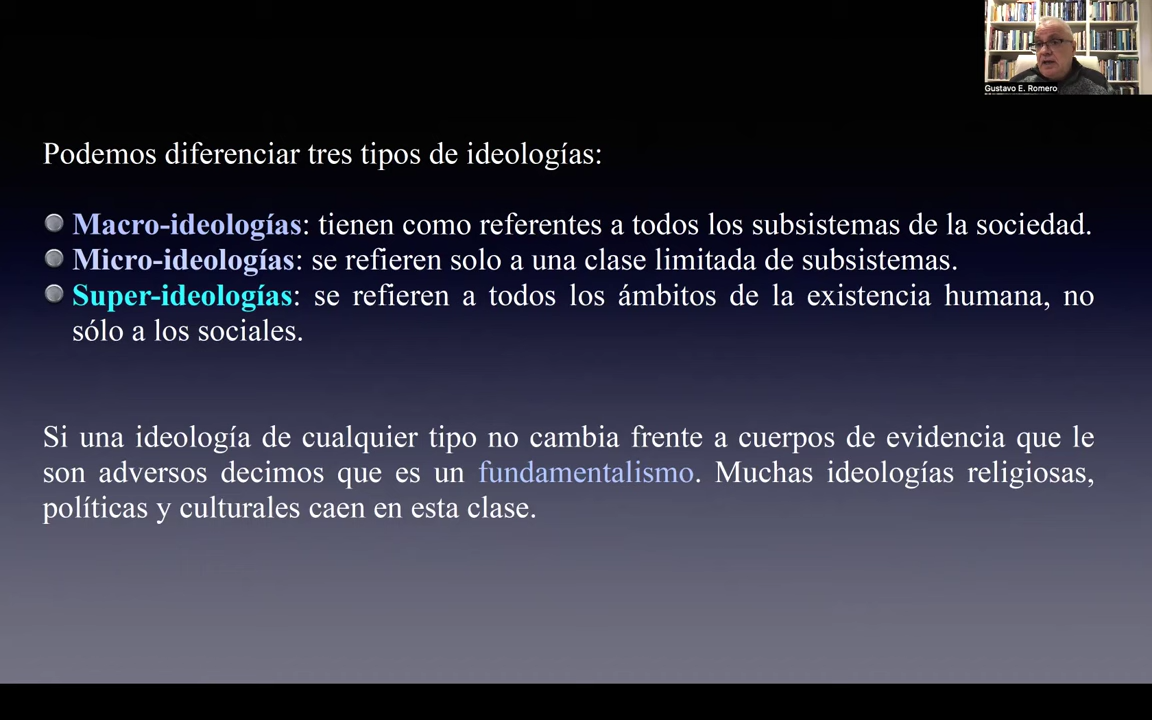 Gustavo E. Romero
Podemos diferenciar tres tipos de ideologías:
Macro-ideologías: tienen como referentes a todos los subsistemas de la sociedad.
Micro-ideologías: se refieren solo a una clase limitada de subsistemas.
Super-ideologías: se refieren a todos los ámbitos de la existencia humana, no
sólo a los sociales.
Si una ideología de cualquier tipo no cambia frente a cuerpos de evidencia que le
son adversos decimos que es un fundamentalismo. Muchas ideologías religiosas,
políticas y culturales caen en esta clase.